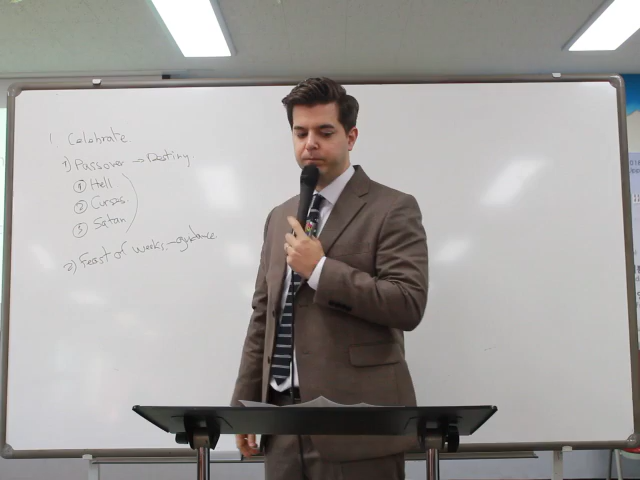 1. Celebrate
1) Passover → Destiny
① Hell
② Curses
③ Satan
2) Feast of Weeks → guidance